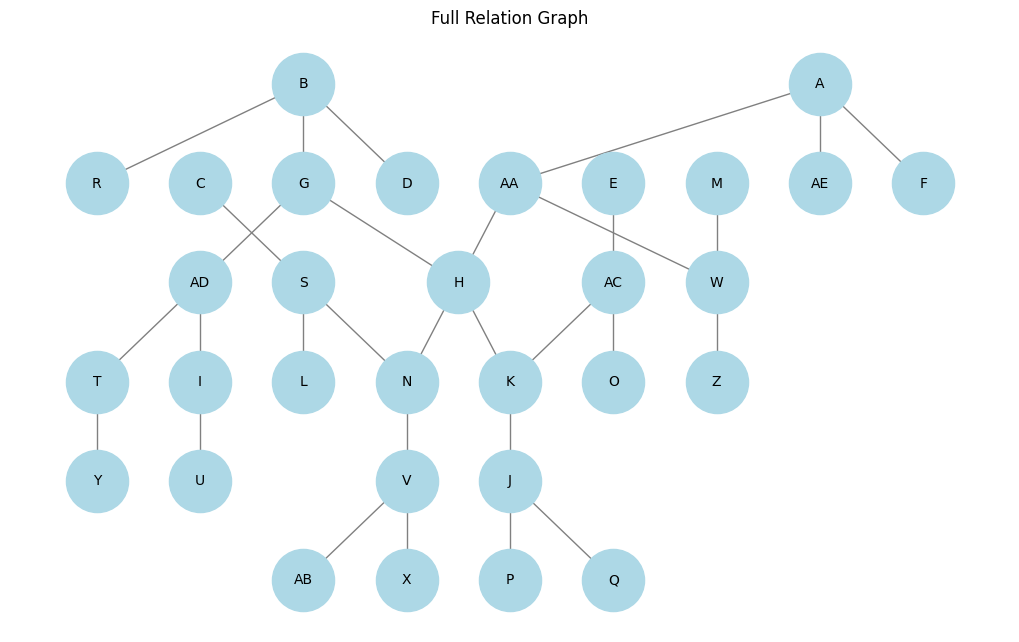 Full Relation Graph
B A
R C G D AA E M AE F
AD S H AC W
T I L N K O Z
Y U V J
AB X P Q